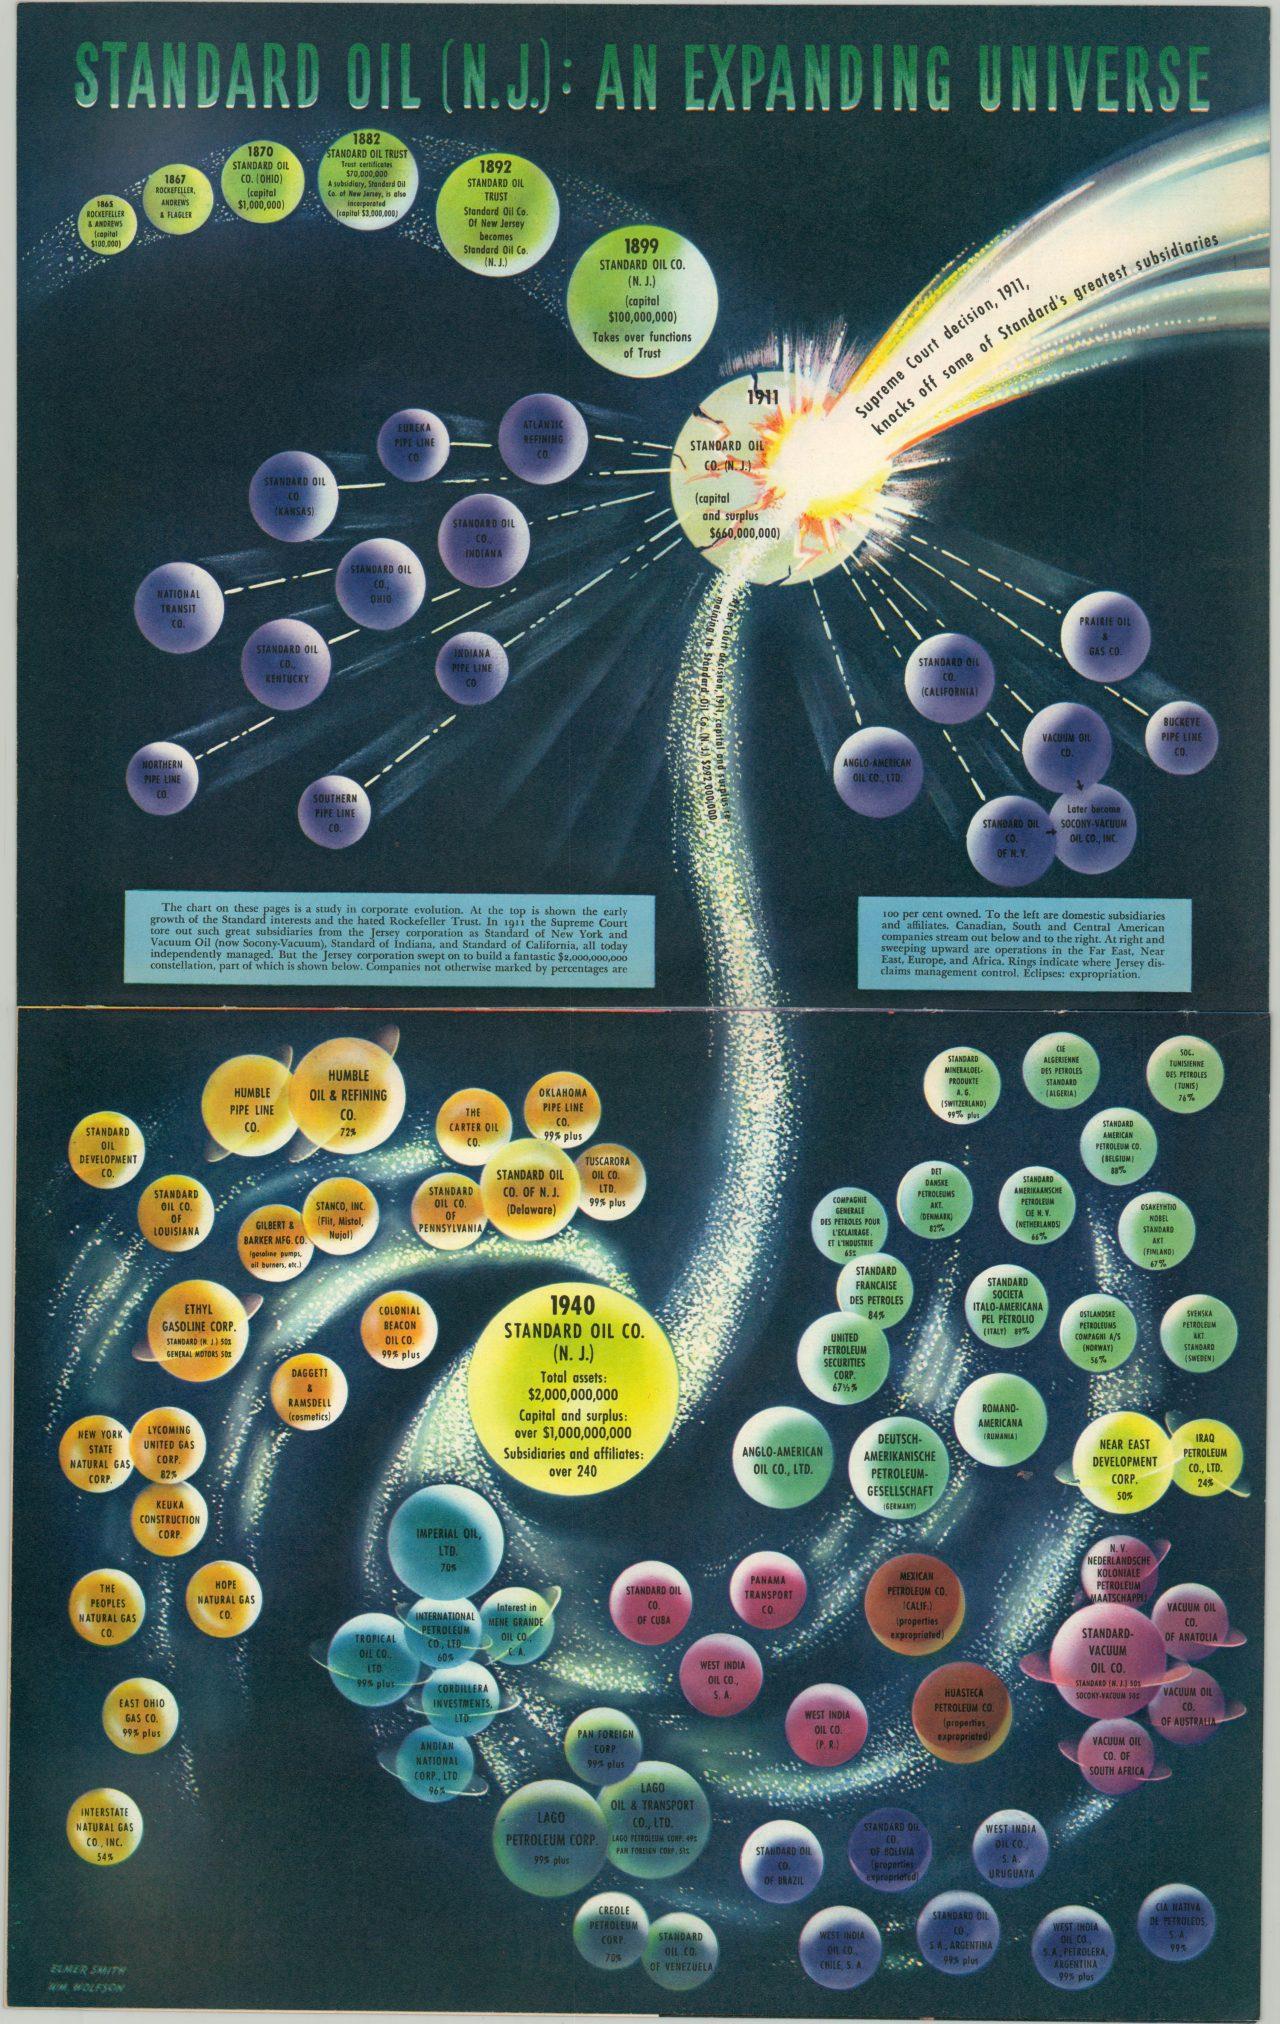 STANDARD OIL (N.J.): AN EXPANDING UNIVERSE
1865
ROCKEFELLER
& ANDREWS
(capital
$100,000)
1867
ROCKEFELLER,
ANDREWS
& FLAGLER
1870
STANDARD OIL
CO. (OHIO)
(capital
$1,000,000)
1882
STANDARD OIL TRUST
Trust certificates
$70,000,000
A subsidiary, Standard Oil
Co. of New Jersey, is also
incorporated
(capital $3,000,000)
1892
STANDARD OIL
TRUST
Standard Oil Co.
Of New Jersey
becomes
Standard Oil Co.
(N. J.)
1899
STANDARD OIL CO.
(N. J.)
(capital
$100,000,000)
Takes over functions
of Trust
Supreme Court decision, 1911,
knocks off some of Standard's greatest subsidiaries
1911
STANDARD OIL
CO. (N. J.)
(capital
and surplus
$660,000,000)
EUREKA
PIPE LINE
CO.
ATLANTIC
REFINING
CO.
STANDARD OIL
CO
(KANSAS)
STANDARD OIL
CO.,
INDIANA
STANDARD OIL
CO.,
OHIO
NATIONAL
TRANSIT
CO.
STANDARD OIL
CO.,
KENTUCKY
INDIANA
PIPE LINE
CO.
NORTHERN
PIPE LINE
CO.
SOUTHERN
PIPE LINE
CO.
After Court decision, 1911, capital and surplus re-
maining to Standard Oil Co. (N. J.) $292,000,000
PRAIRIE OIL
&
GAS CO.
STANDARD OIL
CO.
(CALIFORNIA)
BUCKEYE
PIPE LINE
CO.
VACUUM OIL
CO.
ANGLO-AMERICAN
OIL CO., LTD.
STANDARD OIL
CO.
OF N.Y.
Later became
SOCONY-VACUUM
OIL CO., INC.
The chart on these pages is a study in corporate evolution. At the top is shown the early
growth of the Standard interests and the hated Rockefeller Trust. In 1911 the Supreme Court
tore out such great subsidiaries from the Jersey corporation as Standard of New York and
Vacuum Oil (now Socony-Vacuum), Standard of Indiana, and Standard of California, all today
independently managed. But the Jersey corporation swept on to build a fantastic $2,000,000,000
constellation, part of which is shown below. Companies not otherwise marked by percentages are
100 per cent owned. To the left are domestic subsidiaries
and affiliates. Canadian, South and Central American
companies stream out below and to the right. At right and
sweeping upward are operations in the Far East, Near
East, Europe, and Africa. Rings indicate where Jersey dis-
claims management control. Eclipses: expropriation.
HUMBLE
PIPE LINE
CO.
HUMBLE
OIL & REFINING
CO.
72%
STANDARD
OIL
DEVELOPMENT
CO.
THE
CARTER OIL
CO.
OKLAHOMA
PIPE LINE
CO.
99% plus
STANDARD
OIL CO.
OF
LOUISIANA
GILBERT &
BARKER MFG. CO.
(gasoline pumps,
oil burners, etc.)
STANCO, INC.
(Flit, Mistol,
Nujol)
STANDARD
OIL CO.
OF
PENNSYLVANIA
STANDARD OIL
CO. OF N. J.
(Delaware)
TUSCARORA
OIL CO.
LTD.
99% plus
ETHYL
GASOLINE CORP.
STANDARD (N. J.) 50%
GENERAL MOTORS 50%
COLONIAL
BEACON
OIL CO.
99% plus
DAGGETT
&
RAMSDELL
(cosmetics)
1940
STANDARD OIL CO.
(N. J.)
Total assets:
$2,000,000,000
Capital and surplus:
over $1,000,000,000
Subsidiaries and affiliates:
over 240
NEW YORK
STATE
NATURAL GAS
CORP.
LYCOMING
UNITED GAS
CORP.
82%
KEUKA
CONSTRUCTION
CORP.
THE
PEOPLES
NATURAL GAS
CO.
HOPE
NATURAL GAS
CO.
EAST OHIO
GAS CO.
99% plus
INTERSTATE
NATURAL GAS
CO., INC.
54%
STANDARD
MINERALOEL-
PRODUKTE
A. G.
(SWITZERLAND)
99% plus
CIE
ALGERIENNE
DES PETROLES
STANDARD
(ALGERIA)
SOC.
TUNISIENNE
DES PETROLES
(TUNIS)
76%
STANDARD
AMERICAN
PETROLEUM CO.
(BELGIUM)
88%
DET
DANSKE
PETROLEUMS
AKT.
(DENMARK)
82%
STANDARD
AMERIKAANSCHE
PETROLEUM
CIE N. V.
(NETHERLANDS)
66%
COMPAGNIE
GENERALE
DES PETROLES POUR
L'ECLAIRAGE.
ET L'INDUSTRIE
65%
OSAKEYHTIO
NOBEL
STANDARD
AKT
(FINLAND)
67%
STANDARD
FRANCAISE
DES PETROLES
84%
STANDARD
SOCIETA
ITALO-AMERICANA
PEL PETROLIO
(ITALY) 89%
UNITED
PETROLEUM
SECURITIES
CORP.
67½%
OSTLANDSKE
PETROLEUMS
COMPAGNI A/S
(NORWAY)
56%
SVENSKA
PETROLEUM
AKT
STANDARD
(SWEDEN)
ROMANO-
AMERICANA
(RUMANIA)
ANGLO-AMERICAN
OIL CO., LTD.
DEUTSCH-
AMERIKANISCHE
PETROLEUM-
GESELLSCHAFT
(GERMANY)
NEAR EAST
DEVELOPMENT
CORP.
50%
IRAQ
PETROLEUM
CO., LTD.
24%
IMPERIAL OIL,
LTD.
70%
INTERNATIONAL
PETROLEUM
CO., LTD
60%
Interest in
MENE GRANDE
OIL CO.,
C. A.
TROPICAL
OIL CO.,
LTD
99% plus
CORDILLERA
INVESTMENTS,
LTD.
ANDIAN
NATIONAL
CORP., LTD
96%
STANDARD OIL
CO.
OF CUBA
PANAMA
TRANSPORT
CO.
WEST INDIA
OIL CO.,
S. A.
WEST INDIA
OIL CO.
(P. R.)
MEXICAN
PETROLEUM CO.
(CALIF.)
(properties
expropriated)
HUASTECA
PETROLEUM CO.
(properties
expropriated)
N. V.
NEDERLANDSCHE
KOLONIALE
PETROLEUM
MAATSCHAPPIJ
STANDARD-
VACUUM
OIL CO.
STANDARD (N. J.) 50%
SOCONY-VACUUM 50%
VACUUM OIL
CO.
OF ANATOLIA
VACUUM OIL
CO.
OF AUSTRALIA
VACUUM OIL
CO. OF
SOUTH AFRICA
PAN FOREIGN
CORP.
99% plus
LAGO
PETROLEUM CORP.
99% plus
LAGO
OIL & TRANSPORT
CO., LTD.
LAGO PETROLEUM CORP. 49%
PAN FOREIGN CORP. 51%
CREOLE
PETROLEUM
CORP.
70%
STANDARD
OIL CO.
OF VENEZUELA
STANDARD OIL
CO.
OF BRAZIL
STANDARD OIL
CO.
OF BOLIVIA
(properties
expropriated)
WEST INDIA
OIL CO.,
S. A.
URUGUAYA
WEST INDIA
OIL CO.,
CHILE, S. A.
STANDARD OIL
CO.,
S. A., ARGENTINA
99% plus
WEST INDIA
OIL CO.,
S. A., PETROLERA,
ARGENTINA
99% plus
CIA NATIVA
DE PETROLEOS,
S. A.
99%
ELMER SMITH
WM. WOLFSON